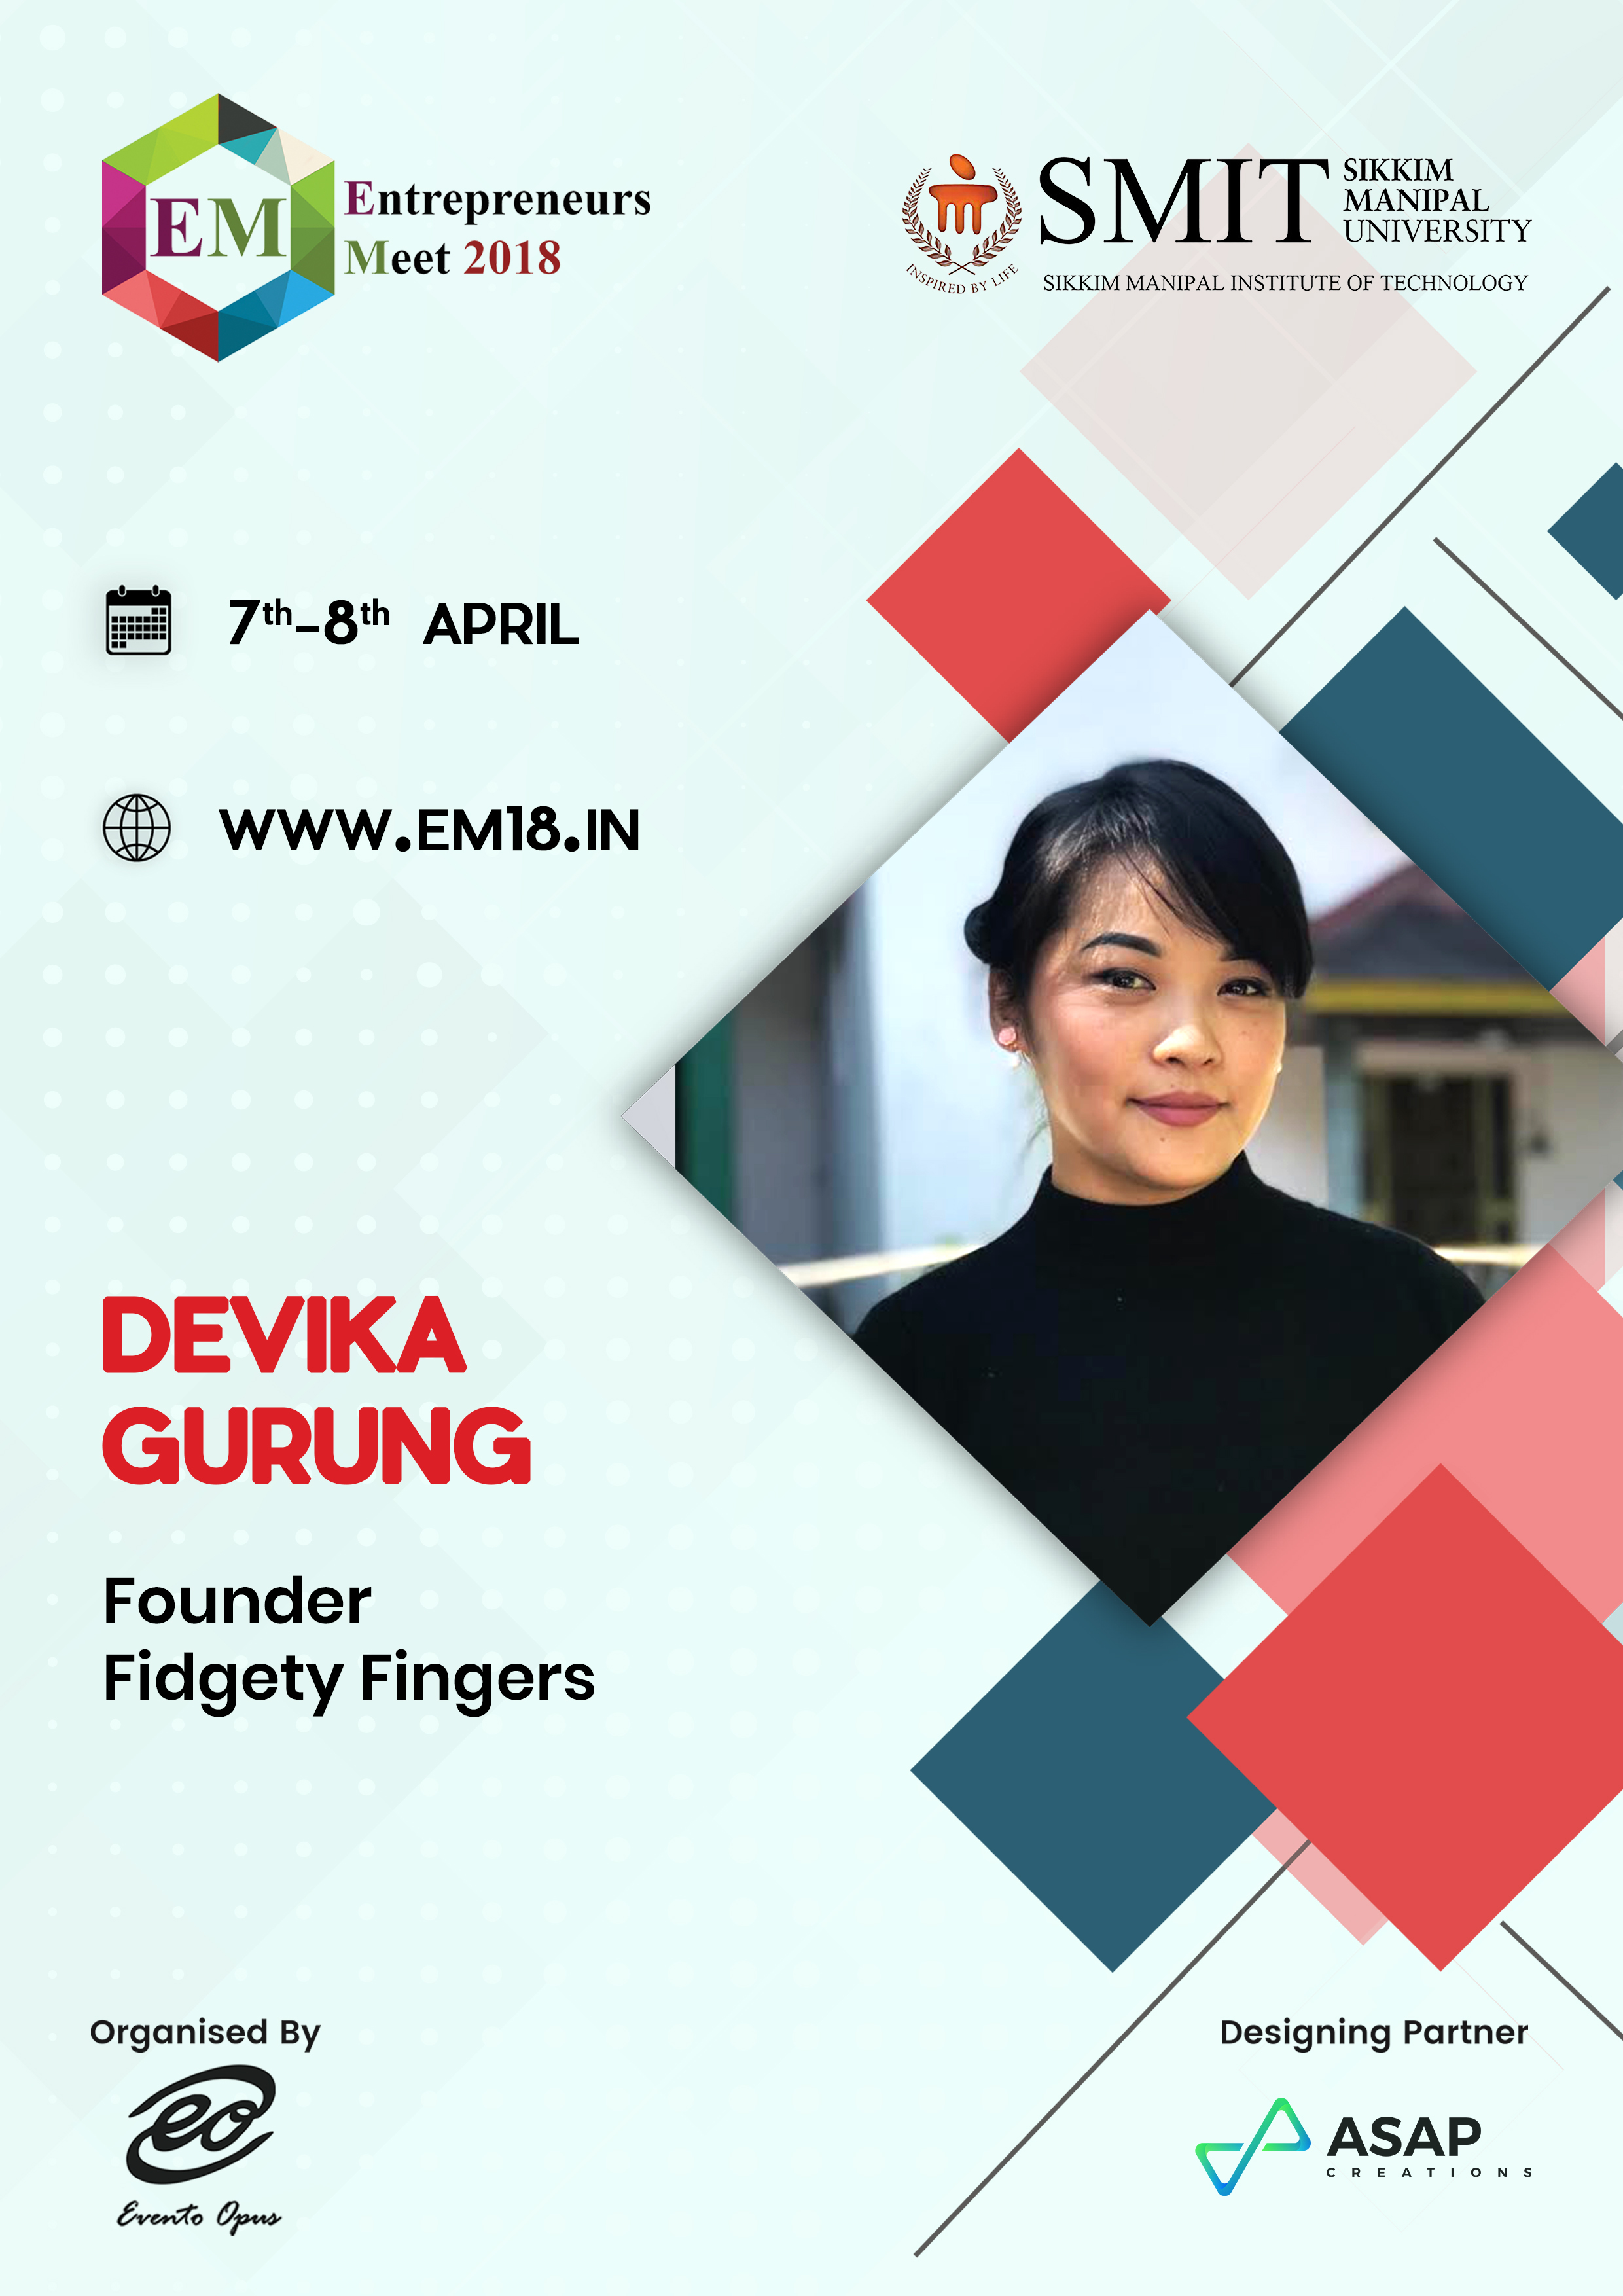 EM
Entrepreneurs
Meet 2018
INSPIRED BY LIFE
SMIT
SIKKIM
MANIPAL
UNIVERSITY
SIKKIM MANIPAL INSTITUTE OF TECHNOLOGY
7th-8th APRIL
WWW.EM18.IN
DEVIKA
GURUNG
Founder
Fidgety Fingers
Organised By
eo
Evento Opus
Designing Partner
ASAP
CREATIONS